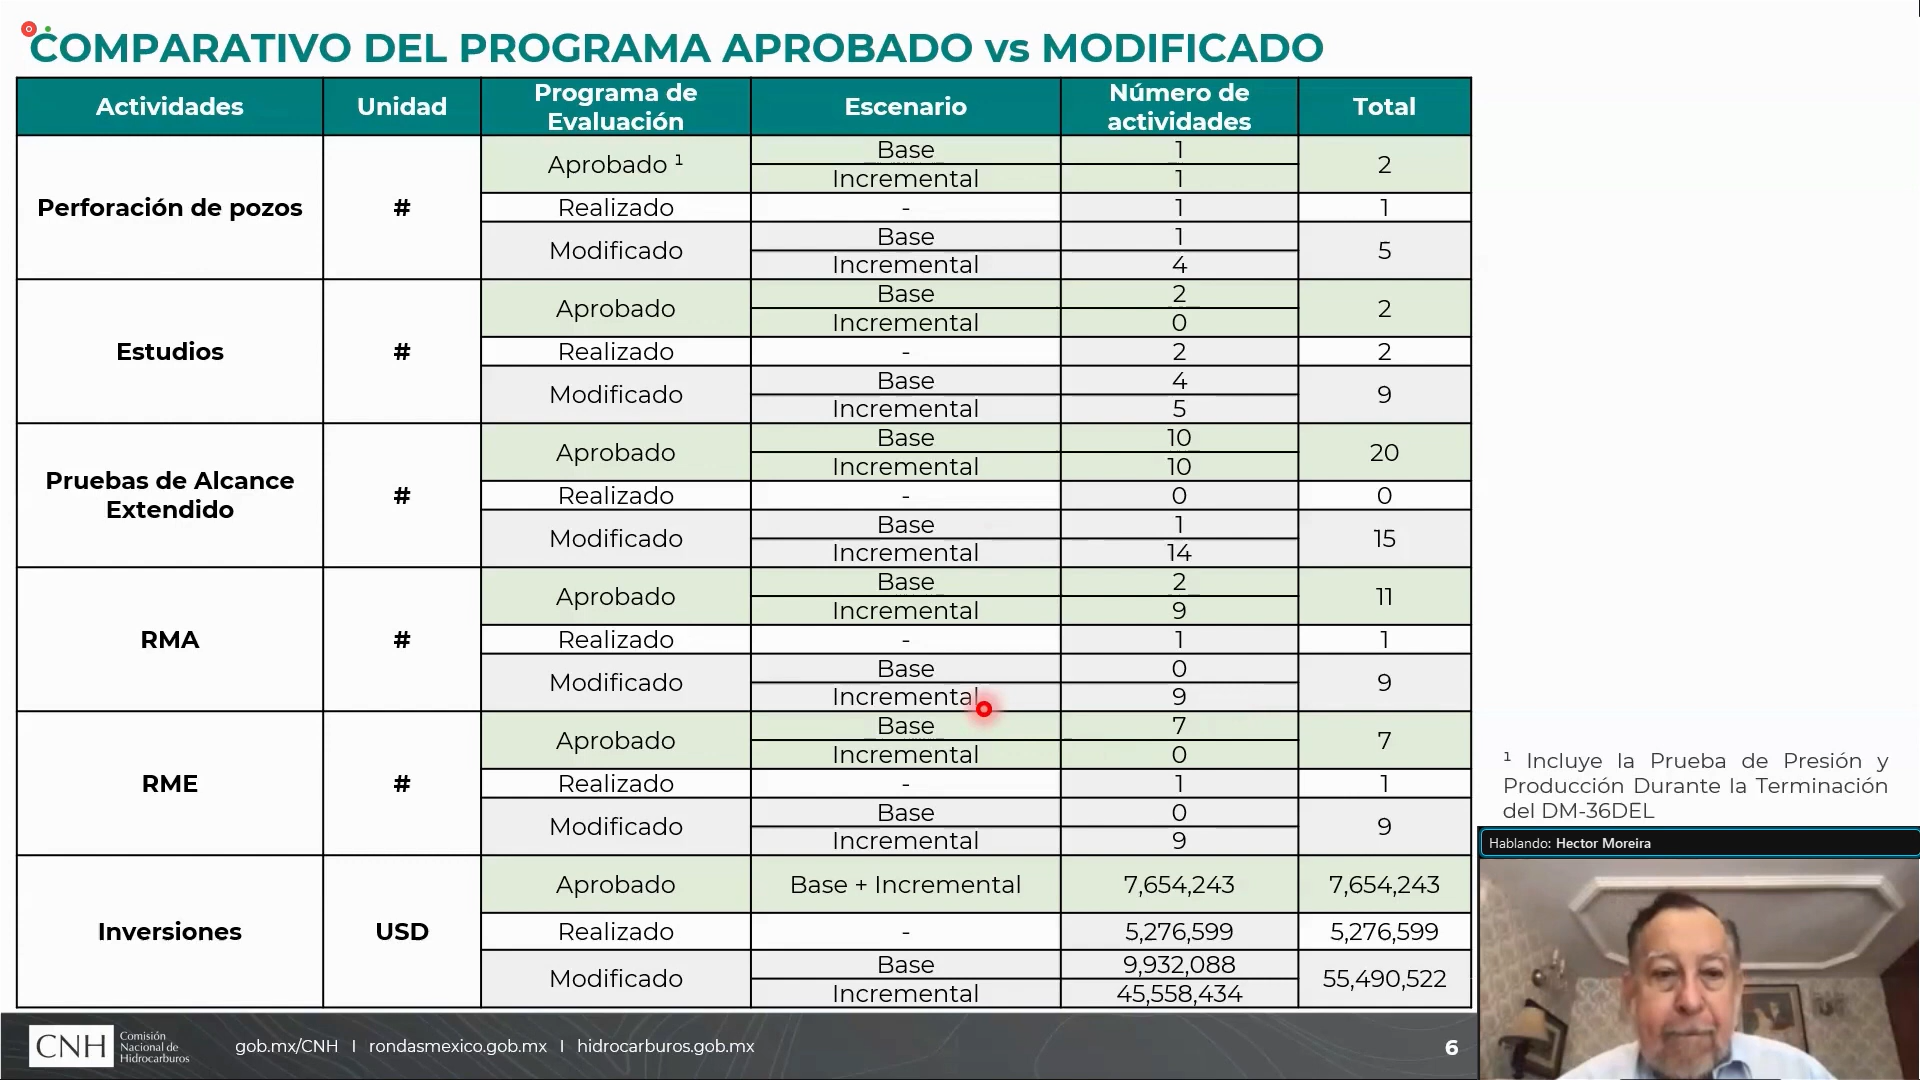 COMPARATIVO DEL PROGRAMA APROBADO vs MODIFICADO
Actividades Unidad Programa de Evaluación Escenario Número de actividades Total
Perforación de pozos # Aprobado ¹ Base 1 2
Incremental 1
Realizado - 1 1
Modificado Base 1 5
Incremental 4
Estudios # Aprobado Base 2 2
Incremental 0
Realizado - 2 2
Modificado Base 4 9
Incremental 5
Pruebas de Alcance Extendido # Aprobado Base 10 20
Incremental 10
Realizado - 0 0
Modificado Base 1 15
Incremental 14
RMA # Aprobado Base 2 11
Incremental 9
Realizado - 1 1
Modificado Base 0 9
Incremental 9
RME # Aprobado Base 7 7
Incremental 0
Realizado - 1 1
Modificado Base 0 9
Incremental 9
Inversiones USD Aprobado Base + Incremental 7,654,243 7,654,243
Realizado - 5,276,599 5,276,599
Modificado Base 9,932,088 55,490,522
Incremental 45,558,434
¹ Incluye la Prueba de Presión y
Producción Durante la Terminación
del DM-36DEL
Hablando: Hector Moreira
CNH Comisión
Nacional de
Hidrocarburos
gob.mx/CNH I rondasmexico.gob.mx I hidrocarburos.gob.mx
6